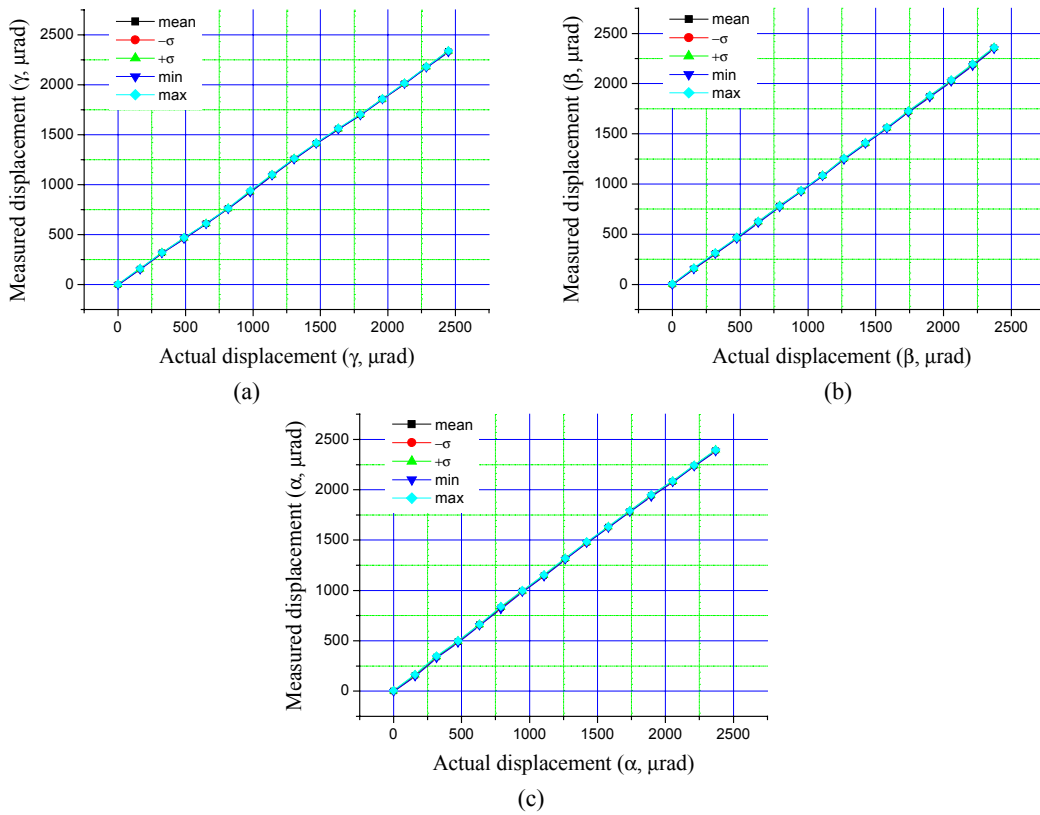 mean
−σ
+σ
min
max
2500
2000
1500
1000
500
0
Measured displacement (γ, μrad)
0 500 1000 1500 2000 2500
Actual displacement (γ, μrad)
(a)
mean
−σ
+σ
min
max
2500
2000
1500
1000
500
0
Measured displacement (β, μrad)
0 500 1000 1500 2000 2500
Actual displacement (β, μrad)
(b)
mean
−σ
+σ
min
max
2500
2000
1500
1000
500
0
Measured displacement (α, μrad)
0 500 1000 1500 2000 2500
Actual displacement (α, μrad)
(c)